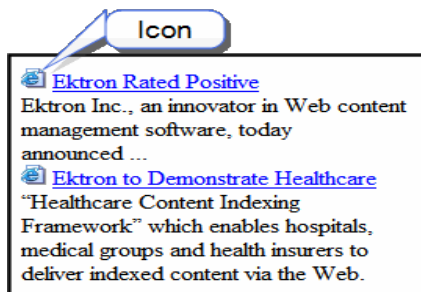 Icon
Ektron Rated Positive
Ektron Inc., an innovator in Web content
management software, today
announced ...
Ektron to Demonstrate Healthcare
“Healthcare Content Indexing
Framework” which enables hospitals,
medical groups and health insurers to
deliver indexed content via the Web.